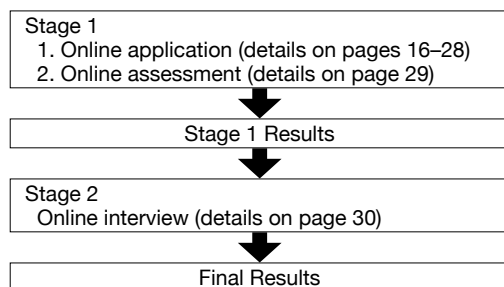 Stage 1
1. Online application (details on pages 16–28)
2. Online assessment (details on page 29)
Stage 1 Results
Stage 2
Online interview (details on page 30)
Final Results